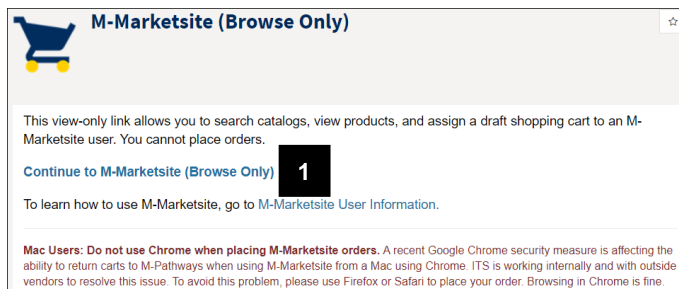 M-Marketsite (Browse Only)
This view-only link allows you to search catalogs, view products, and assign a draft shopping cart to an M-
Marketsite user. You cannot place orders.
Continue to M-Marketsite (Browse Only)
1
To learn how to use M-Marketsite, go to M-Marketsite User Information.
Mac Users: Do not use Chrome when placing M-Marketsite orders. A recent Google Chrome security measure is affecting the
ability to return carts to M-Pathways when using M-Marketsite from a Mac using Chrome. ITS is working internally and with outside
vendors to resolve this issue. To avoid this problem, please use Firefox or Safari to place your order. Browsing in Chrome is fine.